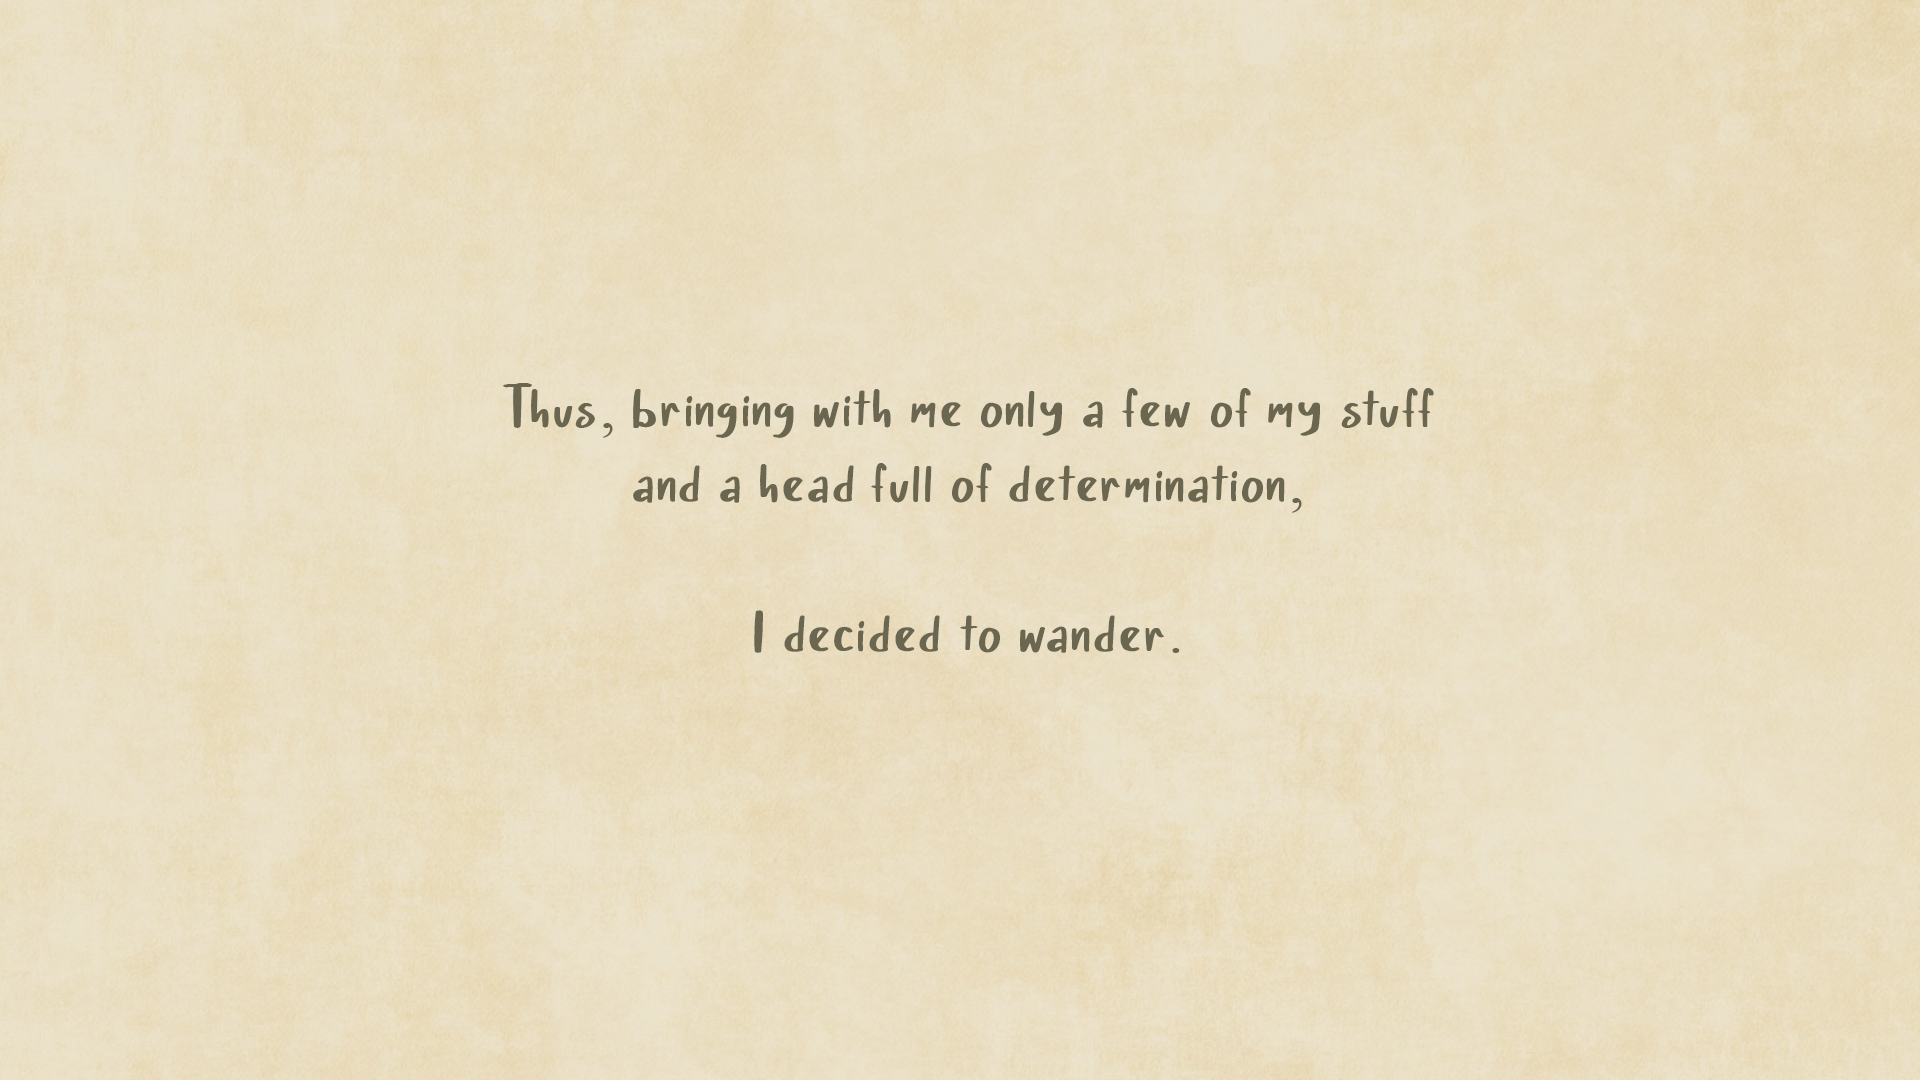 Thus, bringing with me only a few of my stuff
and a head full of determination,
I decided to wander.